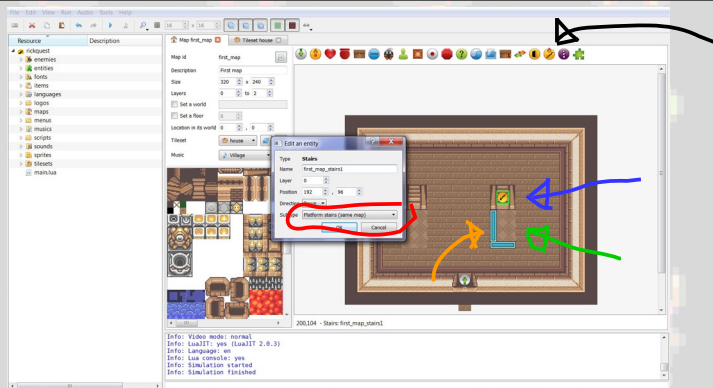 File Edit View Run Audio Tools Help
16 x 16
Resource Description
rickquest
enemies
entities
fonts
items
languages
logos
maps
menus
musics
scripts
sounds
sprites
tilesets
main.lua
Map first_map Tileset house
Map id first_map
Description First map
Size 320 x 240
Layers 0 to 2
Set a world
Set a floor
Location in its world 0 , 0
Tileset house
Music Village
Edit an entity
Type Stairs
Name first_map_stairs1
Layer 0
Position 192 , 96
Direction
Subtype Platform stairs (same map)
OK Cancel
200,104 - Stairs: first_map_stairs1
Info: Video mode: normal
Info: LuaJIT: yes (LuaJIT 2.0.3)
Info: Language: en
Info: Lua console: yes
Info: Simulation started
Info: Simulation finished